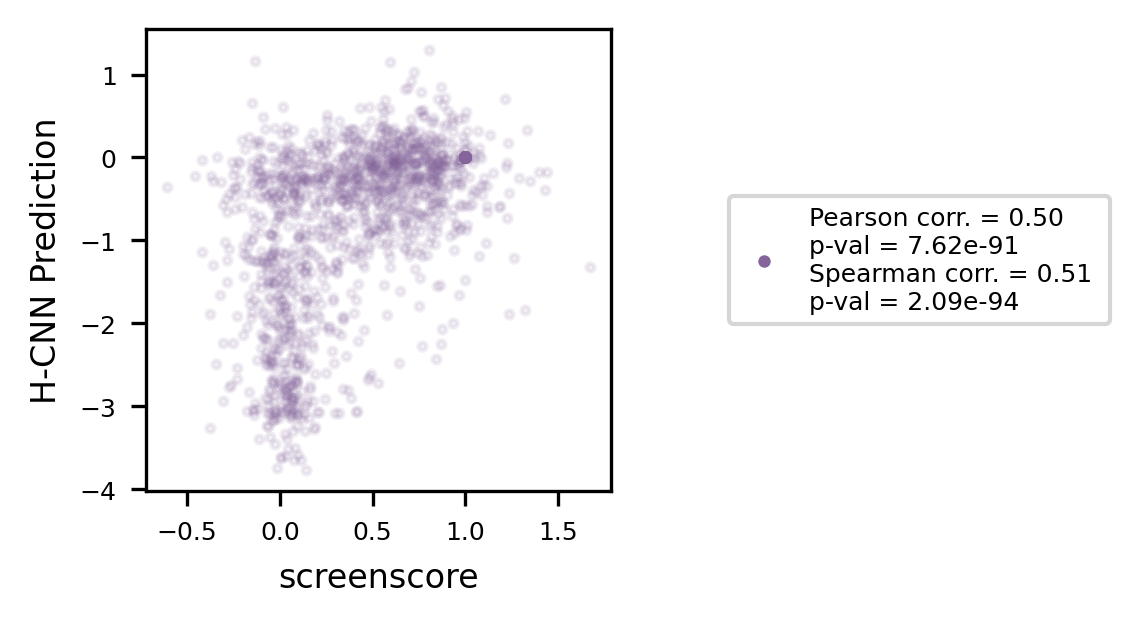 1
0
−1
−2
−3
−4
H-CNN Prediction
−0.5
0.0
0.5
1.0
1.5
screenscore
Pearson corr. = 0.50
p-val = 7.62e-91
Spearman corr. = 0.51
p-val = 2.09e-94